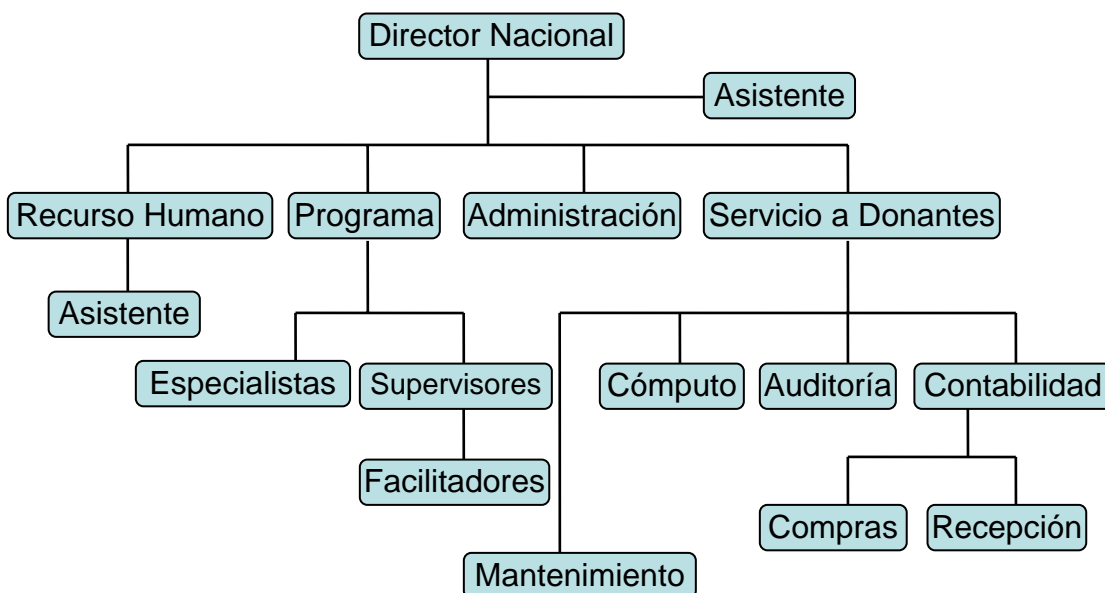 Director Nacional
Asistente
Recurso Humano
Programa
Administración
Servicio a Donantes
Asistente
Especialistas
Supervisores
Cómputo
Auditoría
Contabilidad
Facilitadores
Compras
Recepción
Mantenimiento